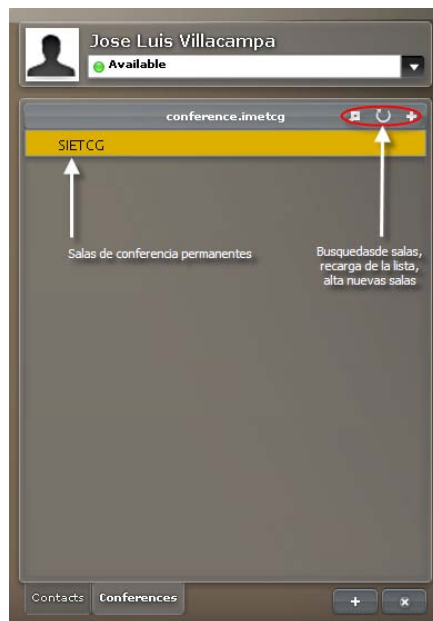 Jose Luis Villacampa
Available
conference.imetcg
SIETCG
Salas de conferencia permanentes
Busquedasde salas,
recarga de la lista,
alta nuevas salas
Contacts
Conferences